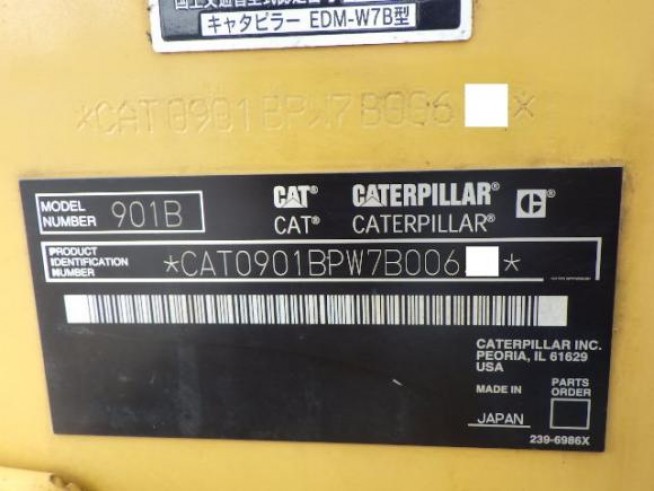 キャタピラー EDM-W7B型
*CAT0901BPW7B006 *
MODEL NUMBER 901B
CAT® CATERPILLAR®
CAT® CATERPILLAR®
PRODUCT IDENTIFICATION NUMBER *CAT0901BPW7B006 *
CATERPILLAR INC.
PEORIA, IL 61629
USA
MADE IN
JAPAN
PARTS ORDER
239-6986X